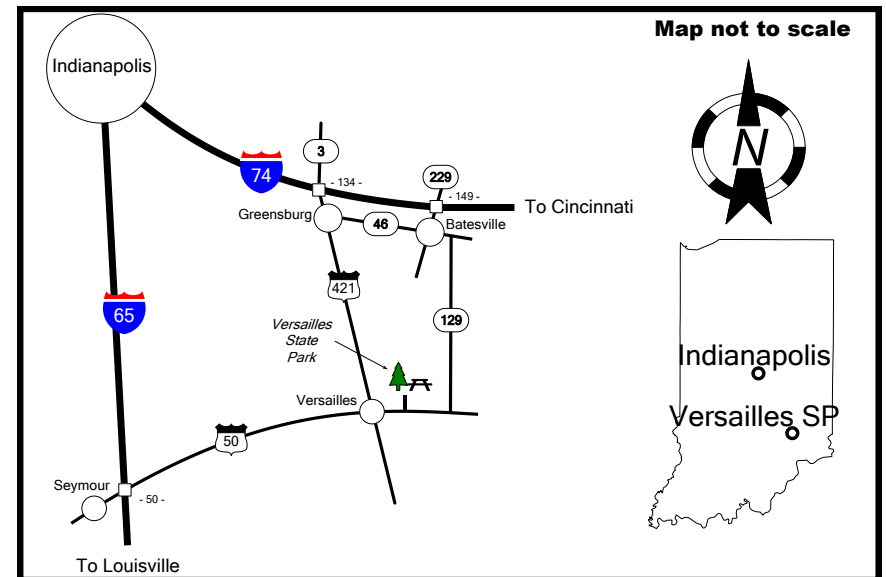 Map not to scale
Indianapolis
3
74
- 134 -
229
- 149 -
To Cincinnati
Greensburg
46
Batesville
N
421
65
129
Versailles
State
Park
Indianapolis
Versailles
Versailles SP
50
Seymour
- 50 -
To Louisville